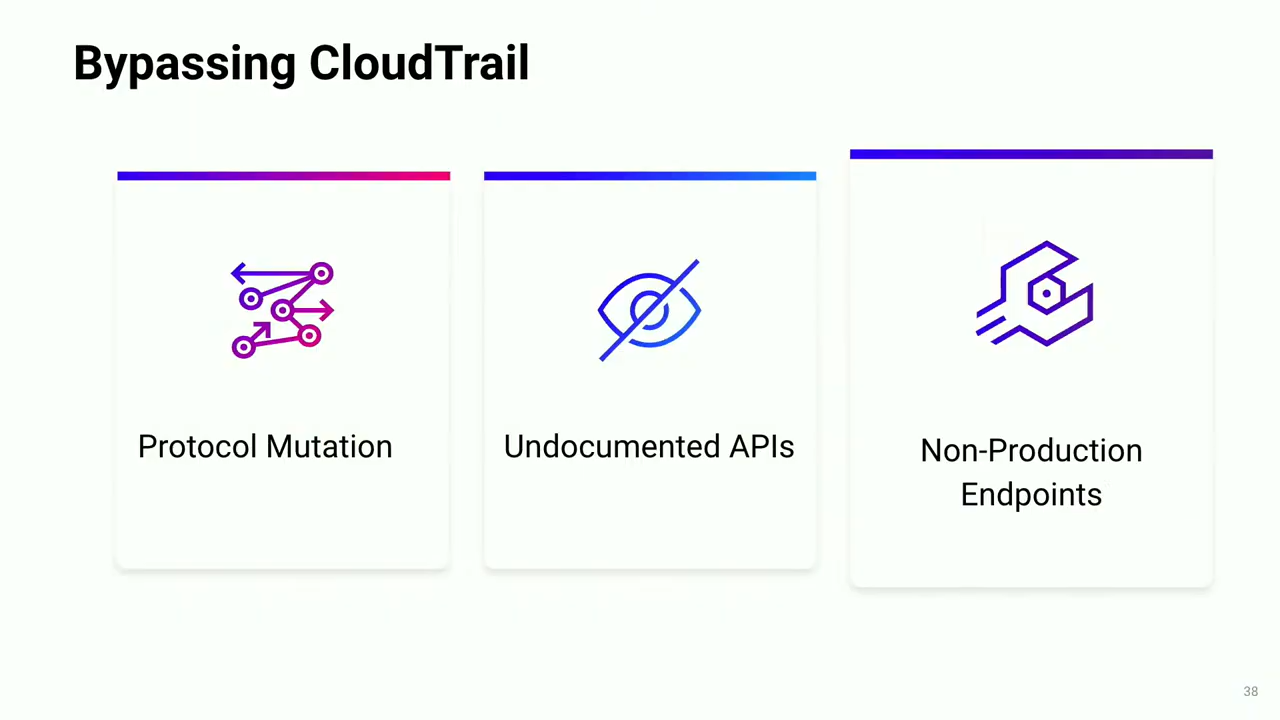 Bypassing CloudTrail
Protocol Mutation
Undocumented APIs
Non-Production
Endpoints
38